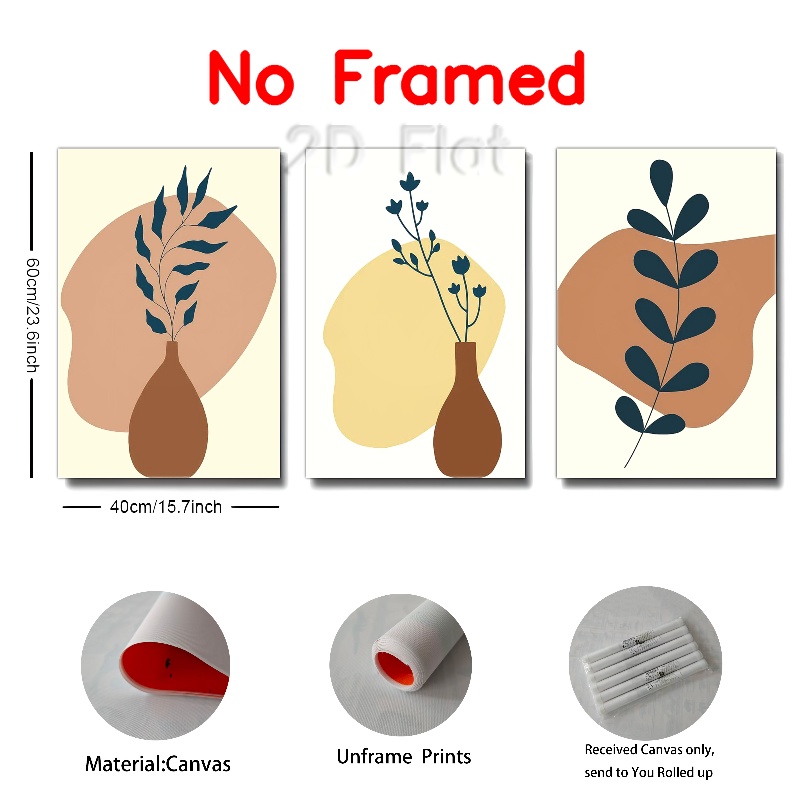 No Framed
2D Flat
60cm/23.6inch
40cm/15.7inch
Material:Canvas
Unframe Prints
Received Canvas only,
send to You Rolled up